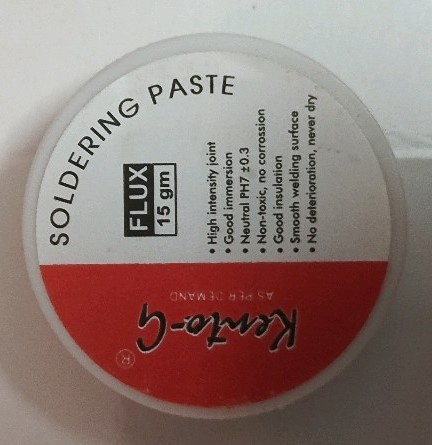 SOLDERING PASTE
FLUX
15 gm
• High intensity joint
• Good immersion
• Neutral PH7 ±0.3
• Non-toxic, no corrossion
• Good insulation
• Smooth welding surface
• No deterioration, never dry
Kento-G
®
AS PER DEMAND